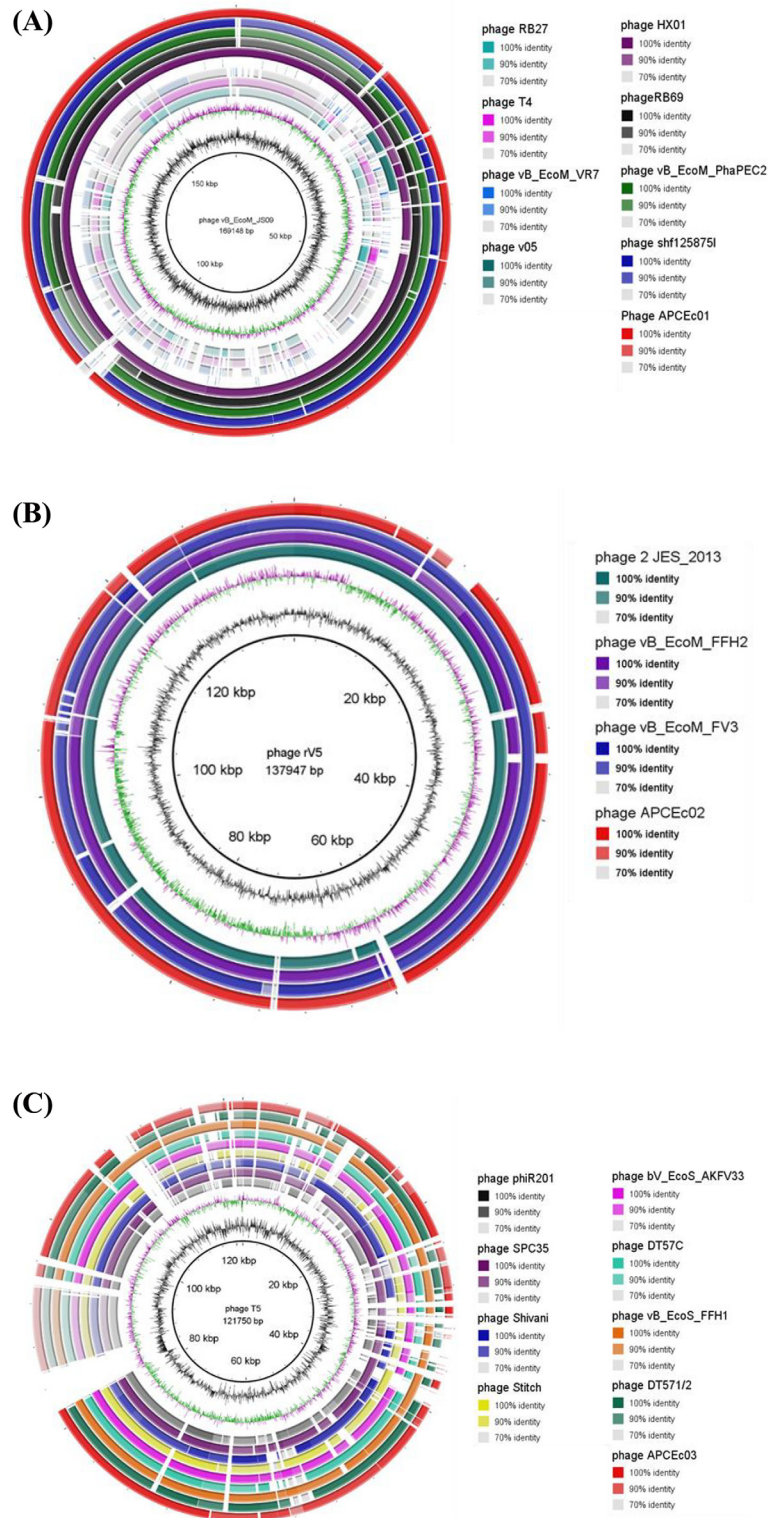 (A)
150 kbp
phage vB_EcoM_JS09
169148 bp
50 kbp
100 kbp
phage RB27
100% identity
90% identity
70% identity
phage T4
100% identity
90% identity
70% identity
phage vB_EcoM_VR7
100% identity
90% identity
70% identity
phage v05
100% identity
90% identity
70% identity
phage HX01
100% identity
90% identity
70% identity
phageRB69
100% identity
90% identity
70% identity
phage vB_EcoM_PhaPEC2
100% identity
90% identity
70% identity
phage shf125875I
100% identity
90% identity
70% identity
Phage APCEc01
100% identity
90% identity
70% identity
(B)
120 kbp
20 kbp
phage rV5
137947 bp
100 kbp
40 kbp
80 kbp
60 kbp
phage 2 JES_2013
100% identity
90% identity
70% identity
phage vB_EcoM_FFH2
100% identity
90% identity
70% identity
phage vB_EcoM_FV3
100% identity
90% identity
70% identity
phage APCEc02
100% identity
90% identity
70% identity
(C)
120 kbp
100 kbp
20 kbp
phage T5
121750 bp
80 kbp
40 kbp
60 kbp
phage phiR201
100% identity
90% identity
70% identity
phage SPC35
100% identity
90% identity
70% identity
phage Shivani
100% identity
90% identity
70% identity
phage Stitch
100% identity
90% identity
70% identity
phage bV_EcoS_AKFV33
100% identity
90% identity
70% identity
phage DT57C
100% identity
90% identity
70% identity
phage vB_EcoS_FFH1
100% identity
90% identity
70% identity
phage DT571/2
100% identity
90% identity
70% identity
phage APCEc03
100% identity
90% identity
70% identity